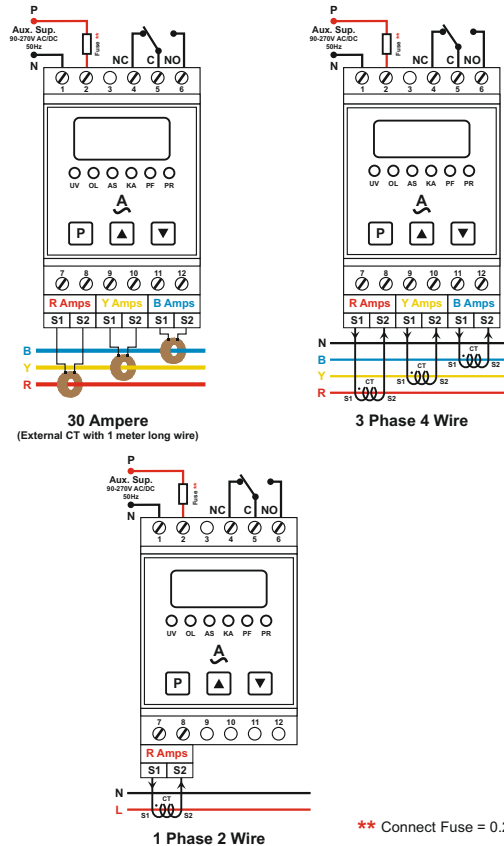 P
Aux. Sup.
90-270V AC/DC
50Hz
N
Fuse **
NC C NO
1 2 3 4 5 6
UV OL AS KA PF PR
A
P
7 8 9 10 11 12
R Amps Y Amps B Amps
S1 S2 S1 S2 S1 S2
B
Y
R
30 Ampere
(External CT with 1 meter long wire)
P
Aux. Sup.
90-270V AC/DC
50Hz
N
Fuse **
NC C NO
1 2 3 4 5 6
UV OL AS KA PF PR
A
P
7 8 9 10 11 12
R Amps Y Amps B Amps
S1 S2 S1 S2 S1 S2
N
B
Y
R
S1 CT S2
S1 CT S2
S1 CT S2
3 Phase 4 Wire
P
Aux. Sup.
90-270V AC/DC
50Hz
N
Fuse **
NC C NO
1 2 3 4 5 6
UV OL AS KA PF PR
A
P
7 8 9 10 11 12
R Amps
S1 S2
N
L
S1 CT S2
1 Phase 2 Wire
** Connect Fuse = 0.2